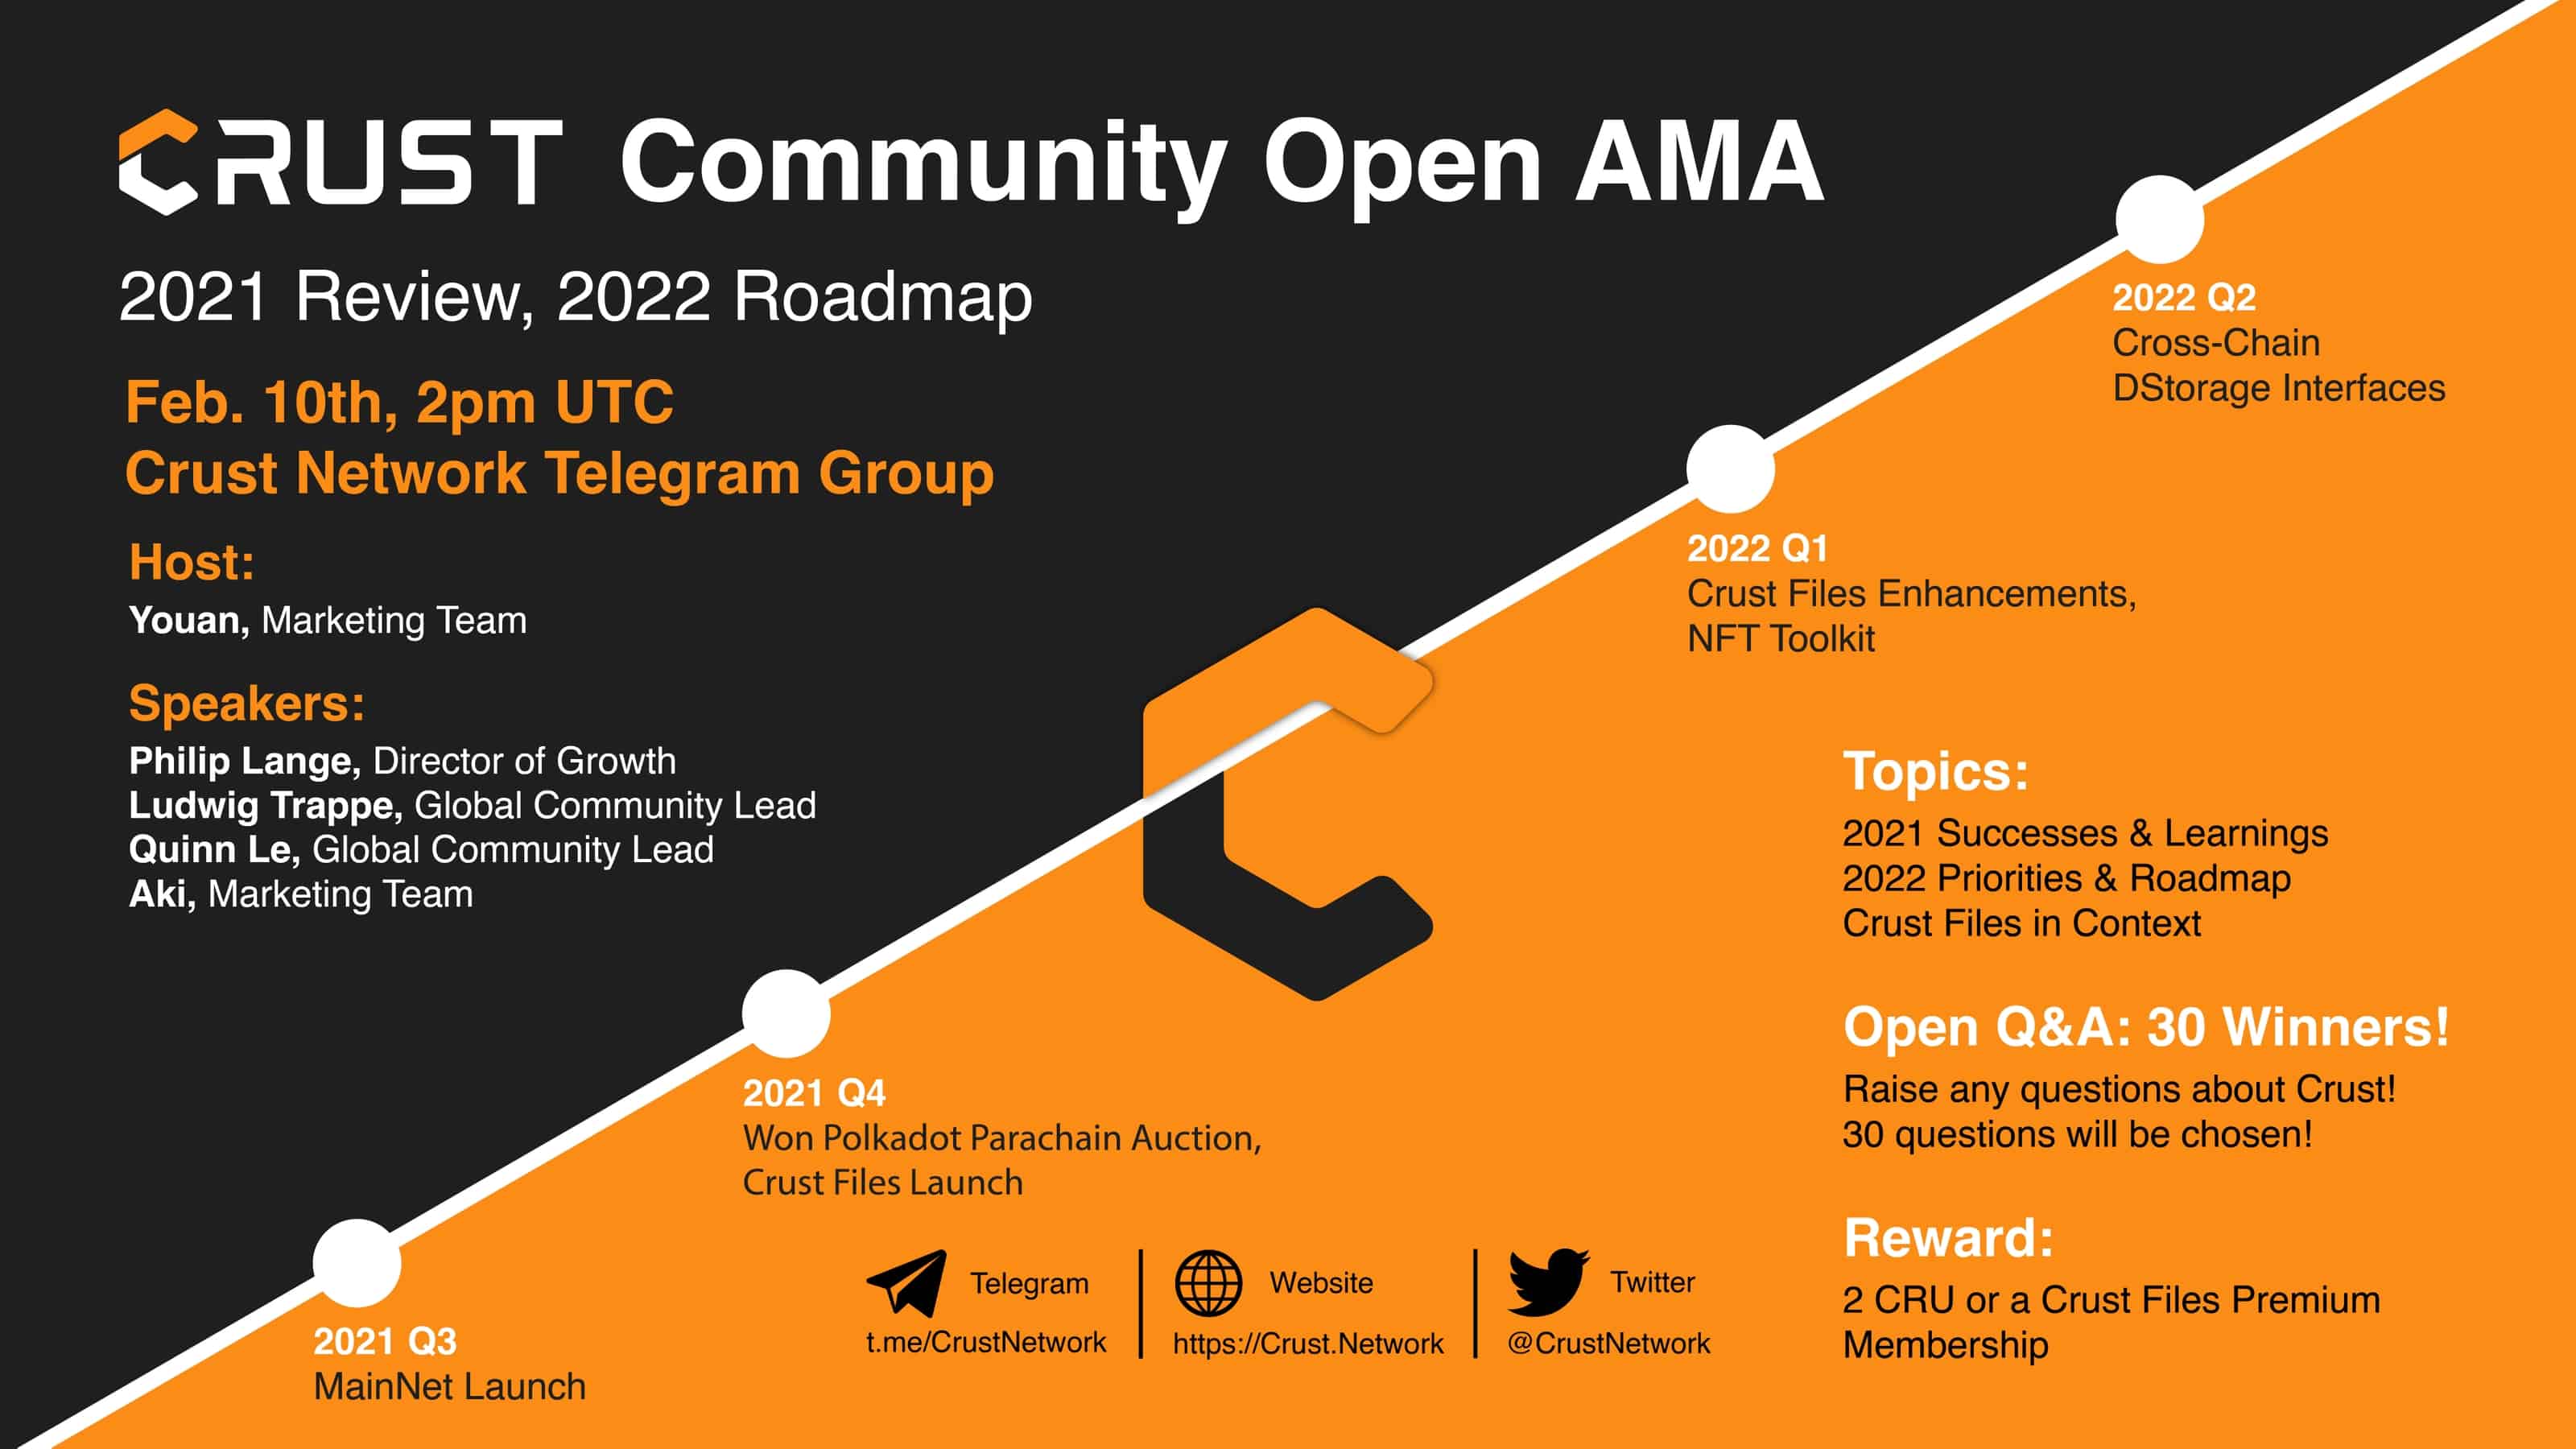 CRUST Community Open AMA
2021 Review, 2022 Roadmap
Feb. 10th, 2pm UTC
Crust Network Telegram Group
Host:
Youan, Marketing Team
Speakers:
Philip Lange, Director of Growth
Ludwig Trappe, Global Community Lead
Quinn Le, Global Community Lead
Aki, Marketing Team
2021 Q3
MainNet Launch
2021 Q4
Won Polkadot Parachain Auction,
Crust Files Launch
2022 Q1
Crust Files Enhancements,
NFT Toolkit
2022 Q2
Cross-Chain
DStorage Interfaces
Topics:
2021 Successes & Learnings
2022 Priorities & Roadmap
Crust Files in Context
Open Q&A: 30 Winners!
Raise any questions about Crust!
30 questions will be chosen!
Reward:
2 CRU or a Crust Files Premium
Membership
Telegram
t.me/CrustNetwork
Website
https://Crust.Network
Twitter
@CrustNetwork